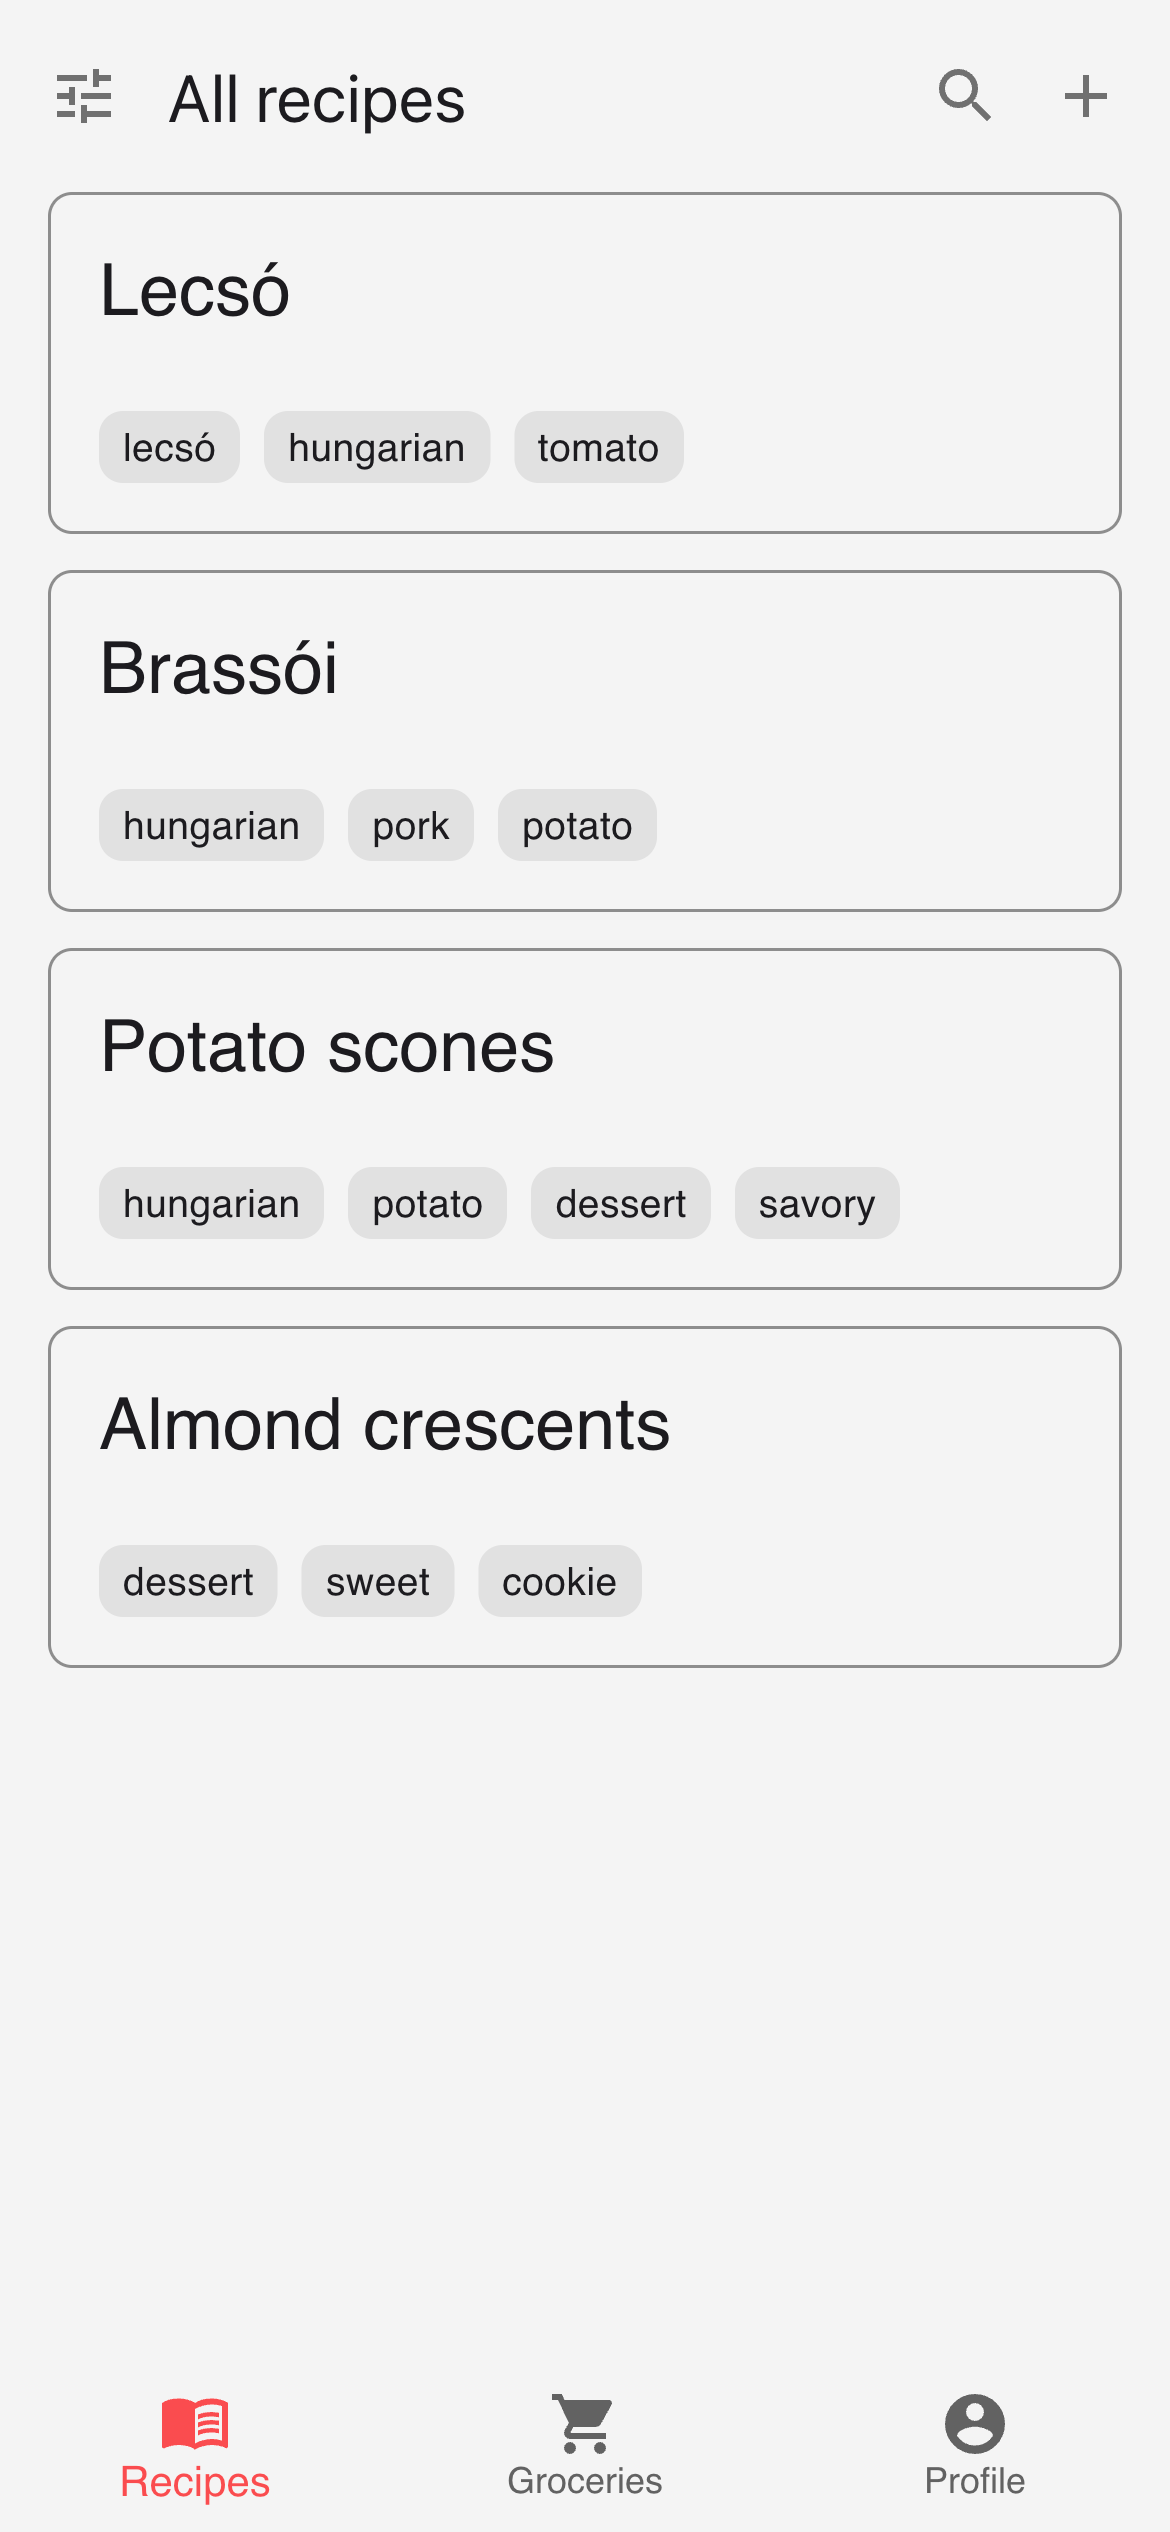 All recipes
Lecsó
lecsó hungarian tomato
Brassói
hungarian pork potato
Potato scones
hungarian potato dessert savory
Almond crescents
dessert sweet cookie
Recipes Groceries Profile